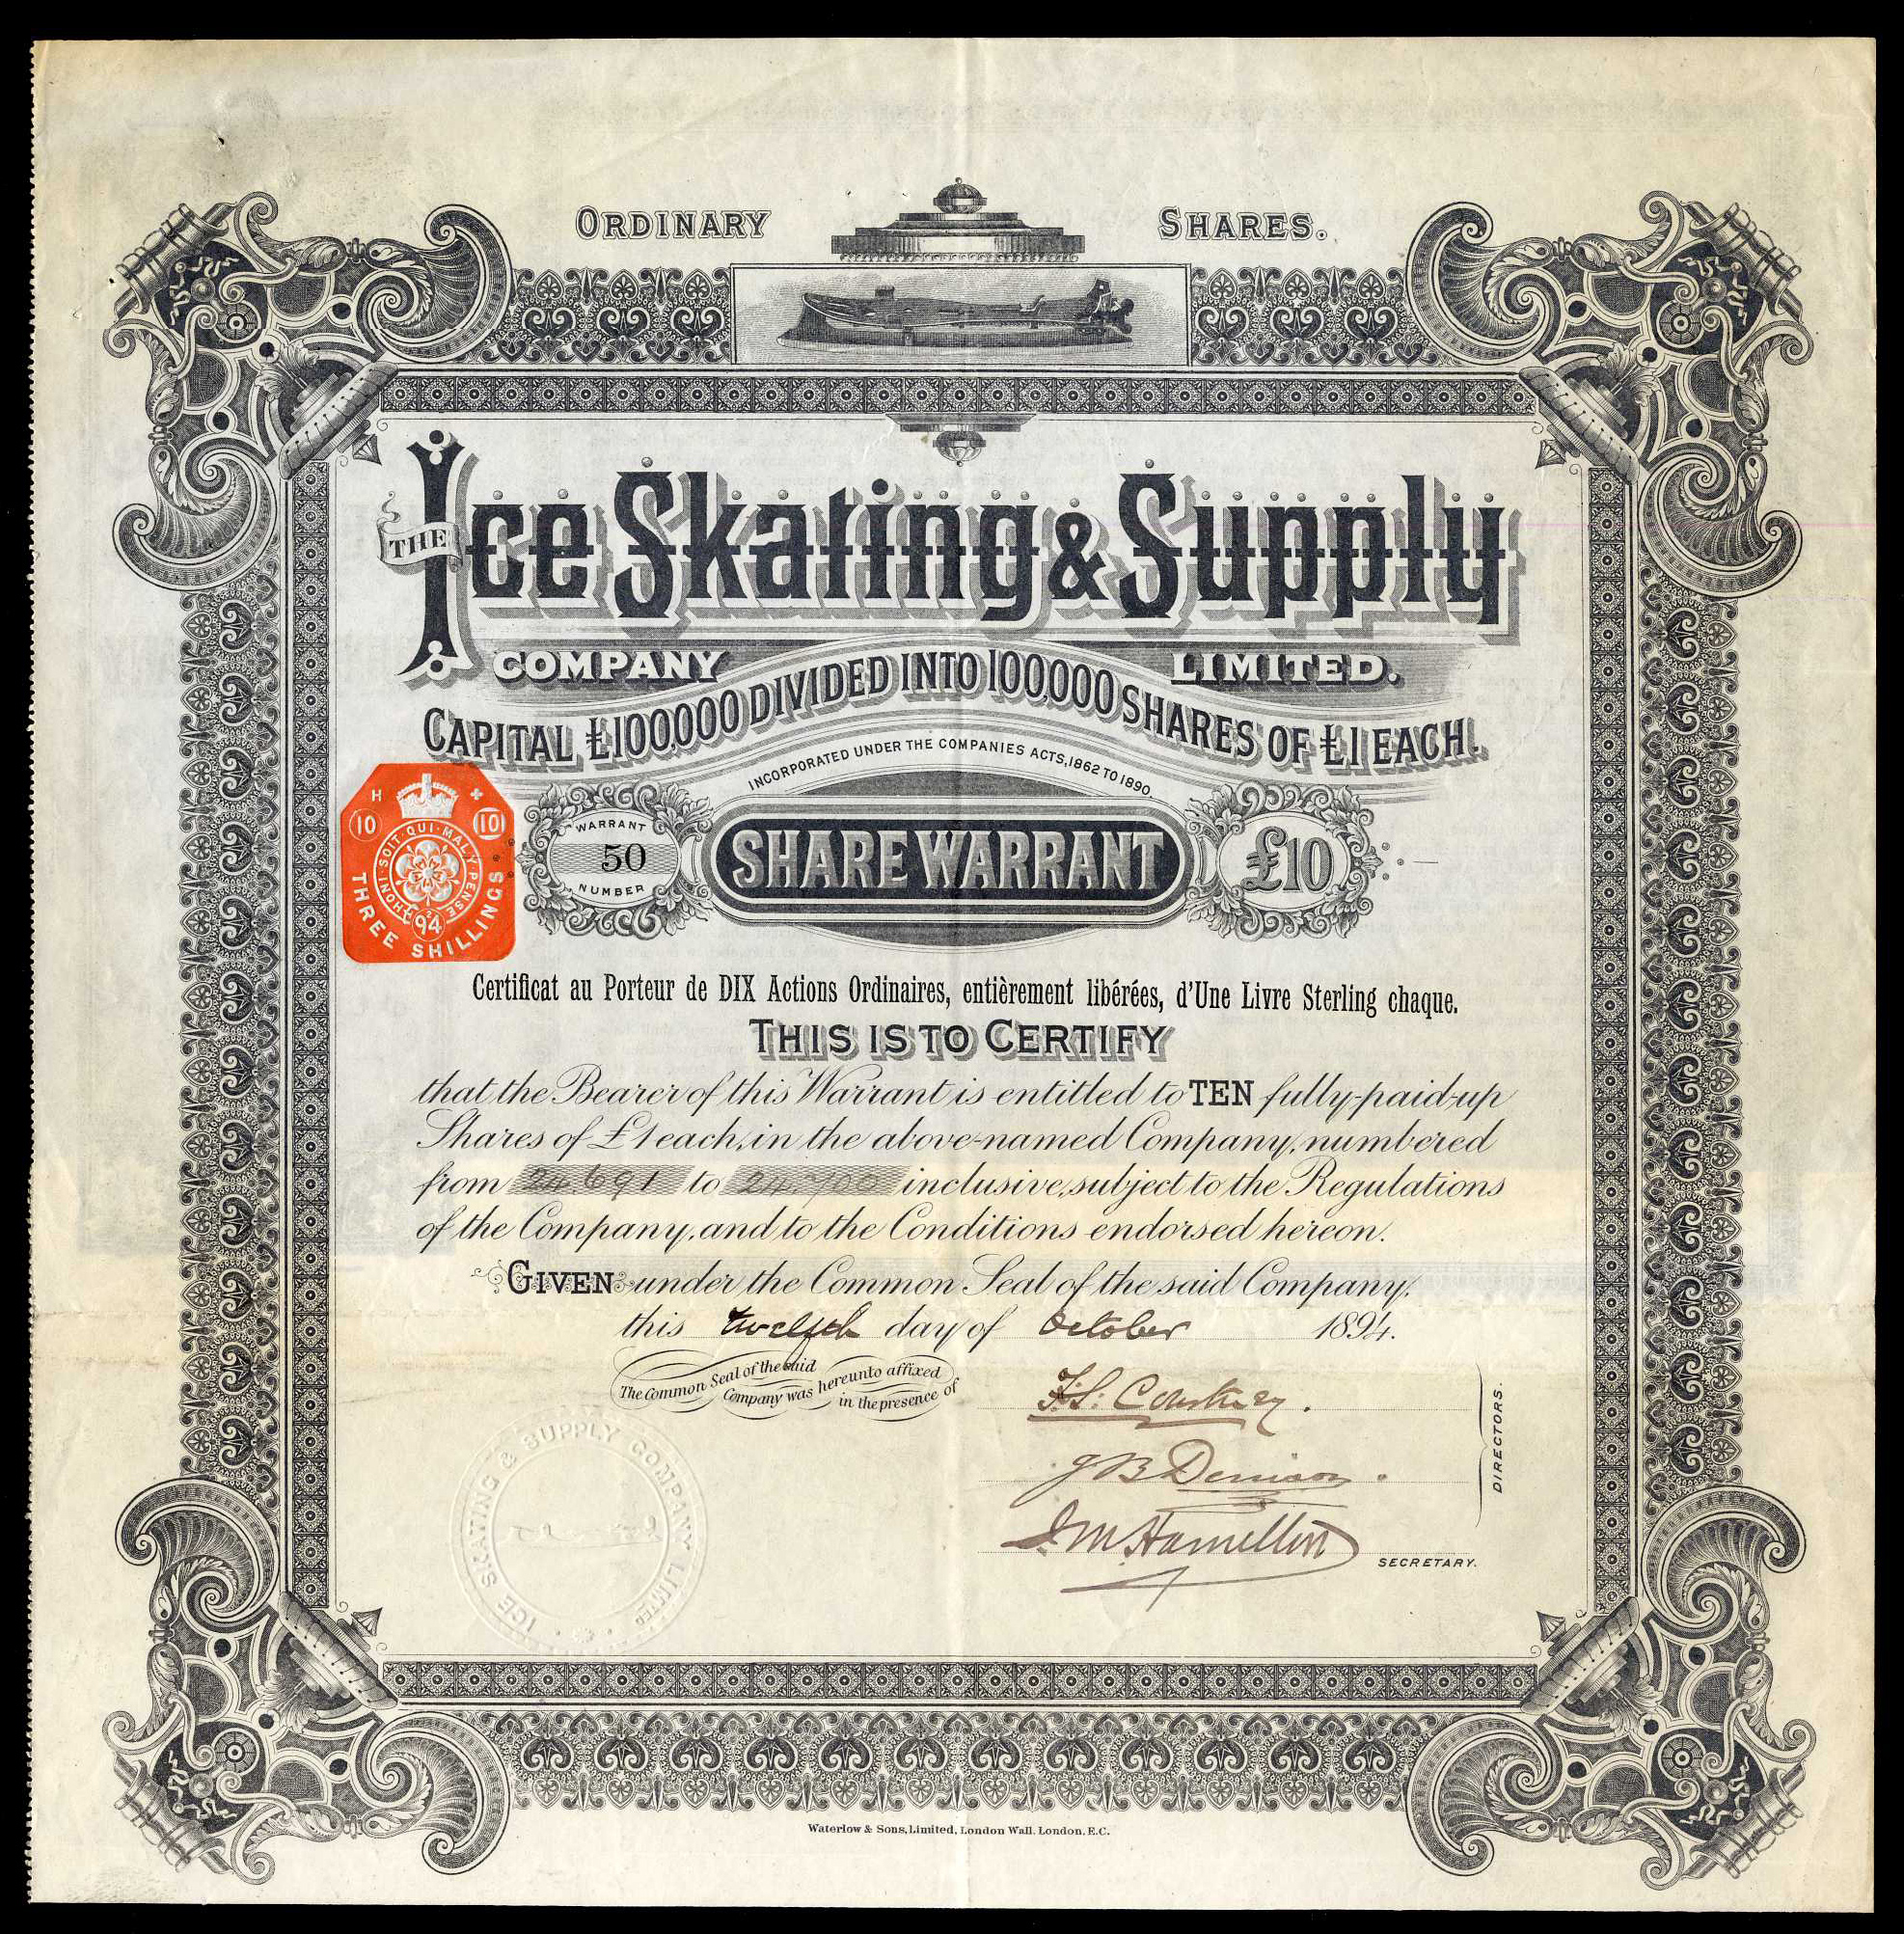 ORDINARY SHARES.
THE Ice Skating & Supply
COMPANY LIMITED.
CAPITAL £100,000 DIVIDED INTO 100,000 SHARES OF £1 EACH.
INCORPORATED UNDER THE COMPANIES ACTS, 1862 TO 1890.
H
10 10
HONI·SOIT·QUI·MAL·Y·PENSE
94
THREE SHILLINGS
WARRANT
50
NUMBER
SHARE WARRANT
£10
Certificat au Porteur de DIX Actions Ordinaires, entièrement libérées, d'Une Livre Sterling chaque.
THIS IS TO CERTIFY
that the Bearer of this Warrant is entitled to TEN fully-paid-up
Shares of £1 each, in the above-named Company, numbered
from 24691 to 24700 inclusive, subject to the Regulations
of the Company, and to the Conditions endorsed hereon.
GIVEN under the Common Seal of the said Company,
this twelfth day of October 1894.
The Common Seal of the said Company was hereunto affixed in the presence of
J B Denison.
DIRECTORS.
J. M. Hamilton
SECRETARY.
ICE SKATING & SUPPLY COMPANY LIMITED
Waterlow & Sons, Limited, London Wall, London, E.C.